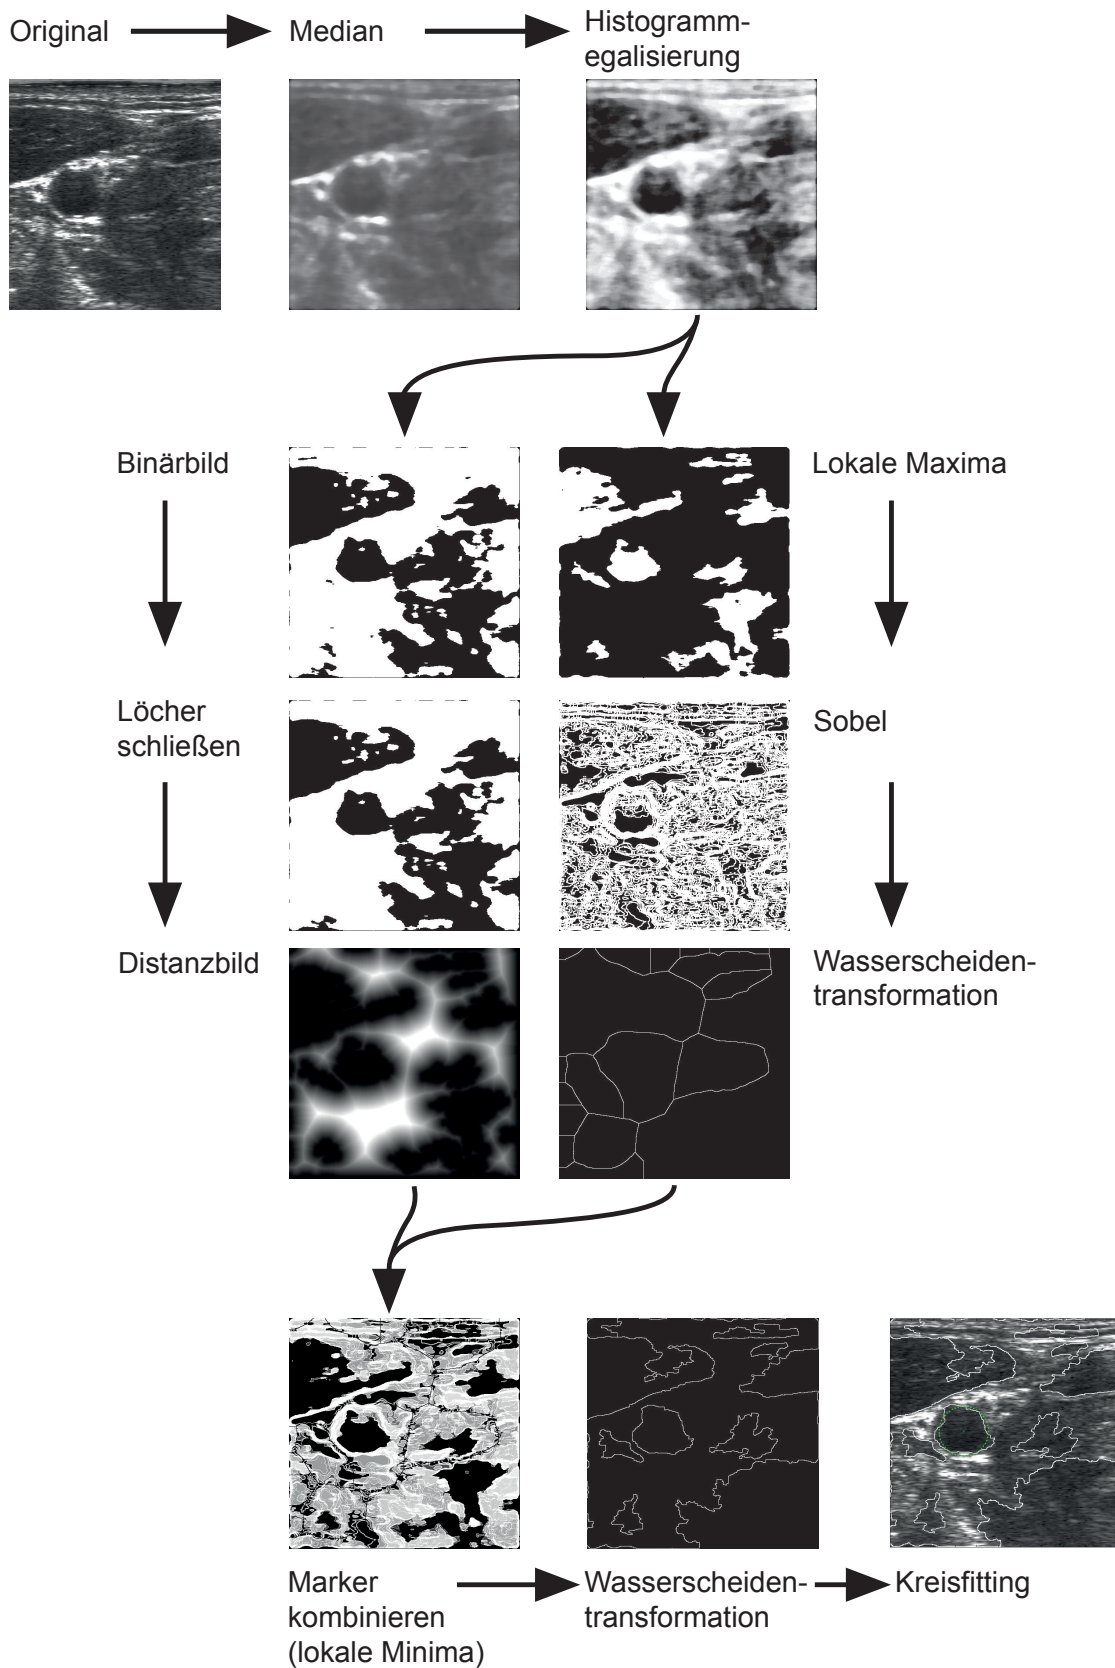 Original
Median
Histogramm-
egalisierung
Binärbild
Lokale Maxima
Löcher
schließen
Sobel
Distanzbild
Wasserscheiden-
transformation
Marker
kombinieren
(lokale Minima)
Wasserscheiden-
transformation
Kreisfitting